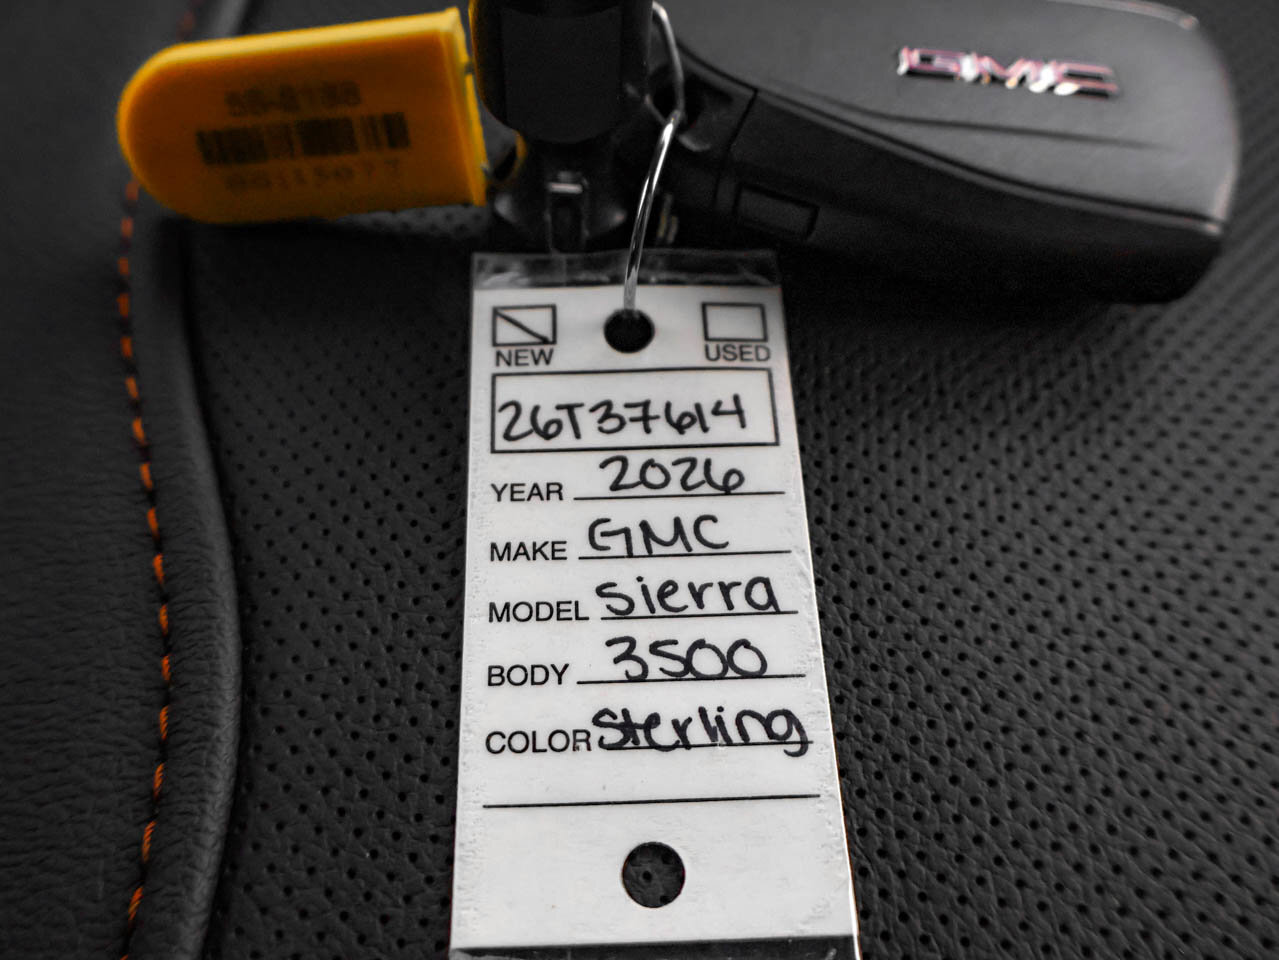 GMC
NEW USED
26T37614
YEAR 2026
MAKE GMC
MODEL sierra
BODY 3500
COLOR Sterling